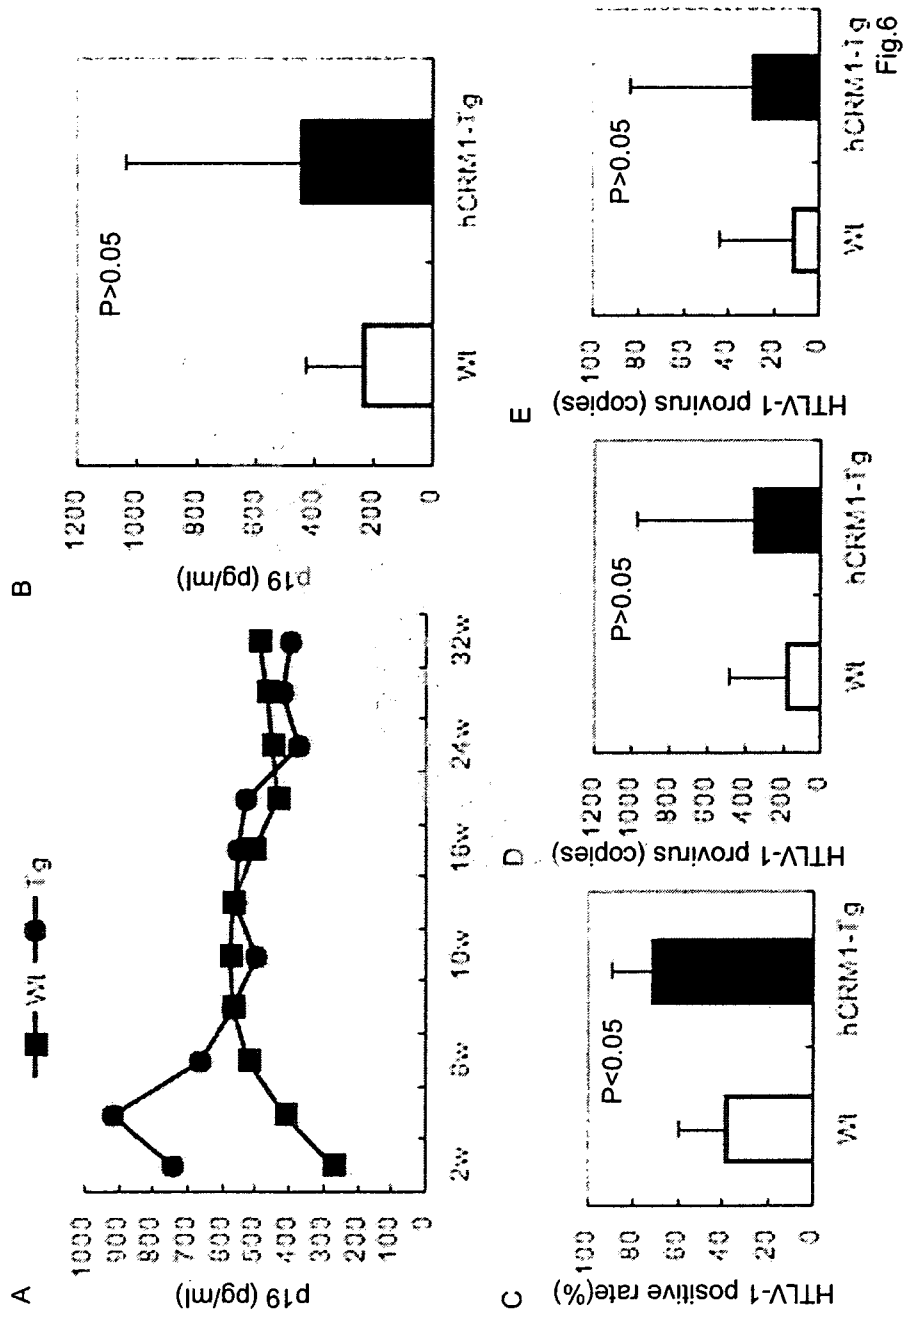 A
Wt
Tg
p19 (pg/ml)
1000
900
800
700
600
500
400
300
200
100
0
2w
6w
10w
16w
24w
32w
B
p19 (pg/ml)
1200
1000
800
600
400
200
0
P>0.05
Wt
hCRM1-Tg
C
HTLV-1 positive rate(%)
100
80
60
40
20
0
P<0.05
Wt
hCRM1-Tg
D
HTLV-1 provirus (copies)
1200
1000
800
600
400
200
0
P>0.05
Wt
hCRM1-Tg
E
HTLV-1 provirus (copies)
100
80
60
40
20
0
P>0.05
Wt
hCRM1-Tg
Fig.6